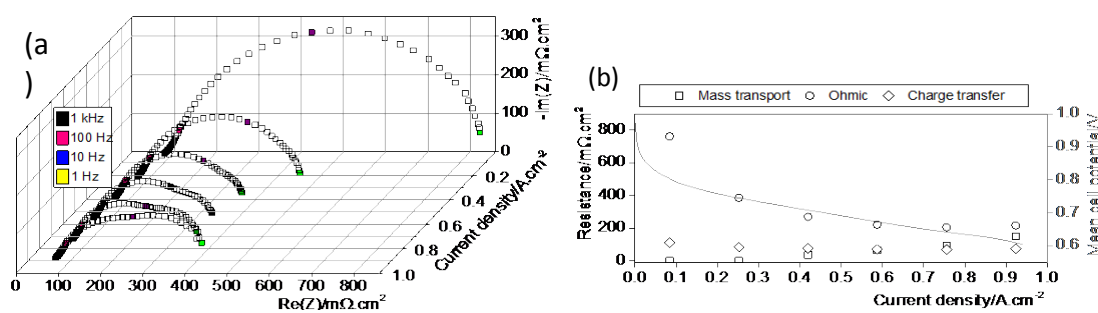 (a
)
300
200
100
0
-Im(Z)/mΩ.cm²
1 kHz
100 Hz
10 Hz
1 Hz
0.2
0.4
0.6
0.8
1.0
Current density/A.cm⁻²
0 100 200 300 400 500 600 700 800
Re(Z)/mΩ.cm²
(b)
Mass transport Ohmic Charge transfer
800
600
400
200
0
Resistance/mΩ.cm²
1.0
0.9
0.8
0.7
0.6
Mean cell potential/V
0.0 0.1 0.2 0.3 0.4 0.5 0.6 0.7 0.8 0.9 1.0
Current density/A.cm⁻²